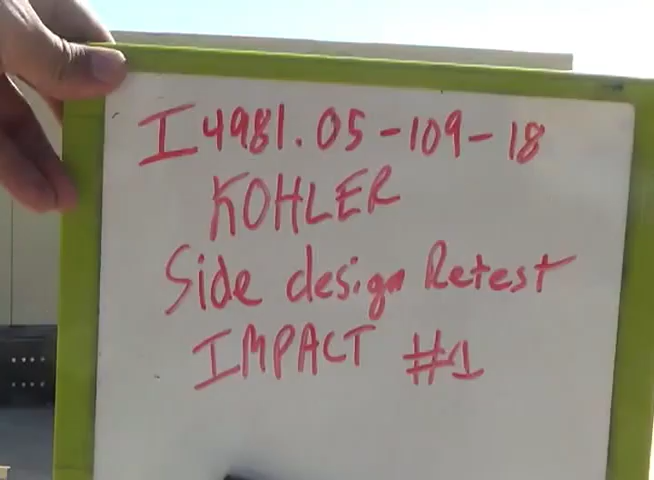 I4981.05-109-18
KOHLER
Side design Retest
IMPACT #1